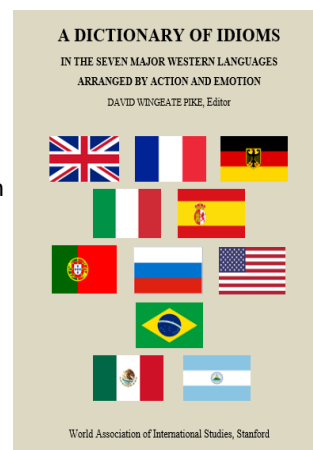 A DICTIONARY OF IDIOMS
IN THE SEVEN MAJOR WESTERN LANGUAGES
ARRANGED BY ACTION AND EMOTION
DAVID WINGEATE PIKE, Editor
World Association of International Studies, Stanford